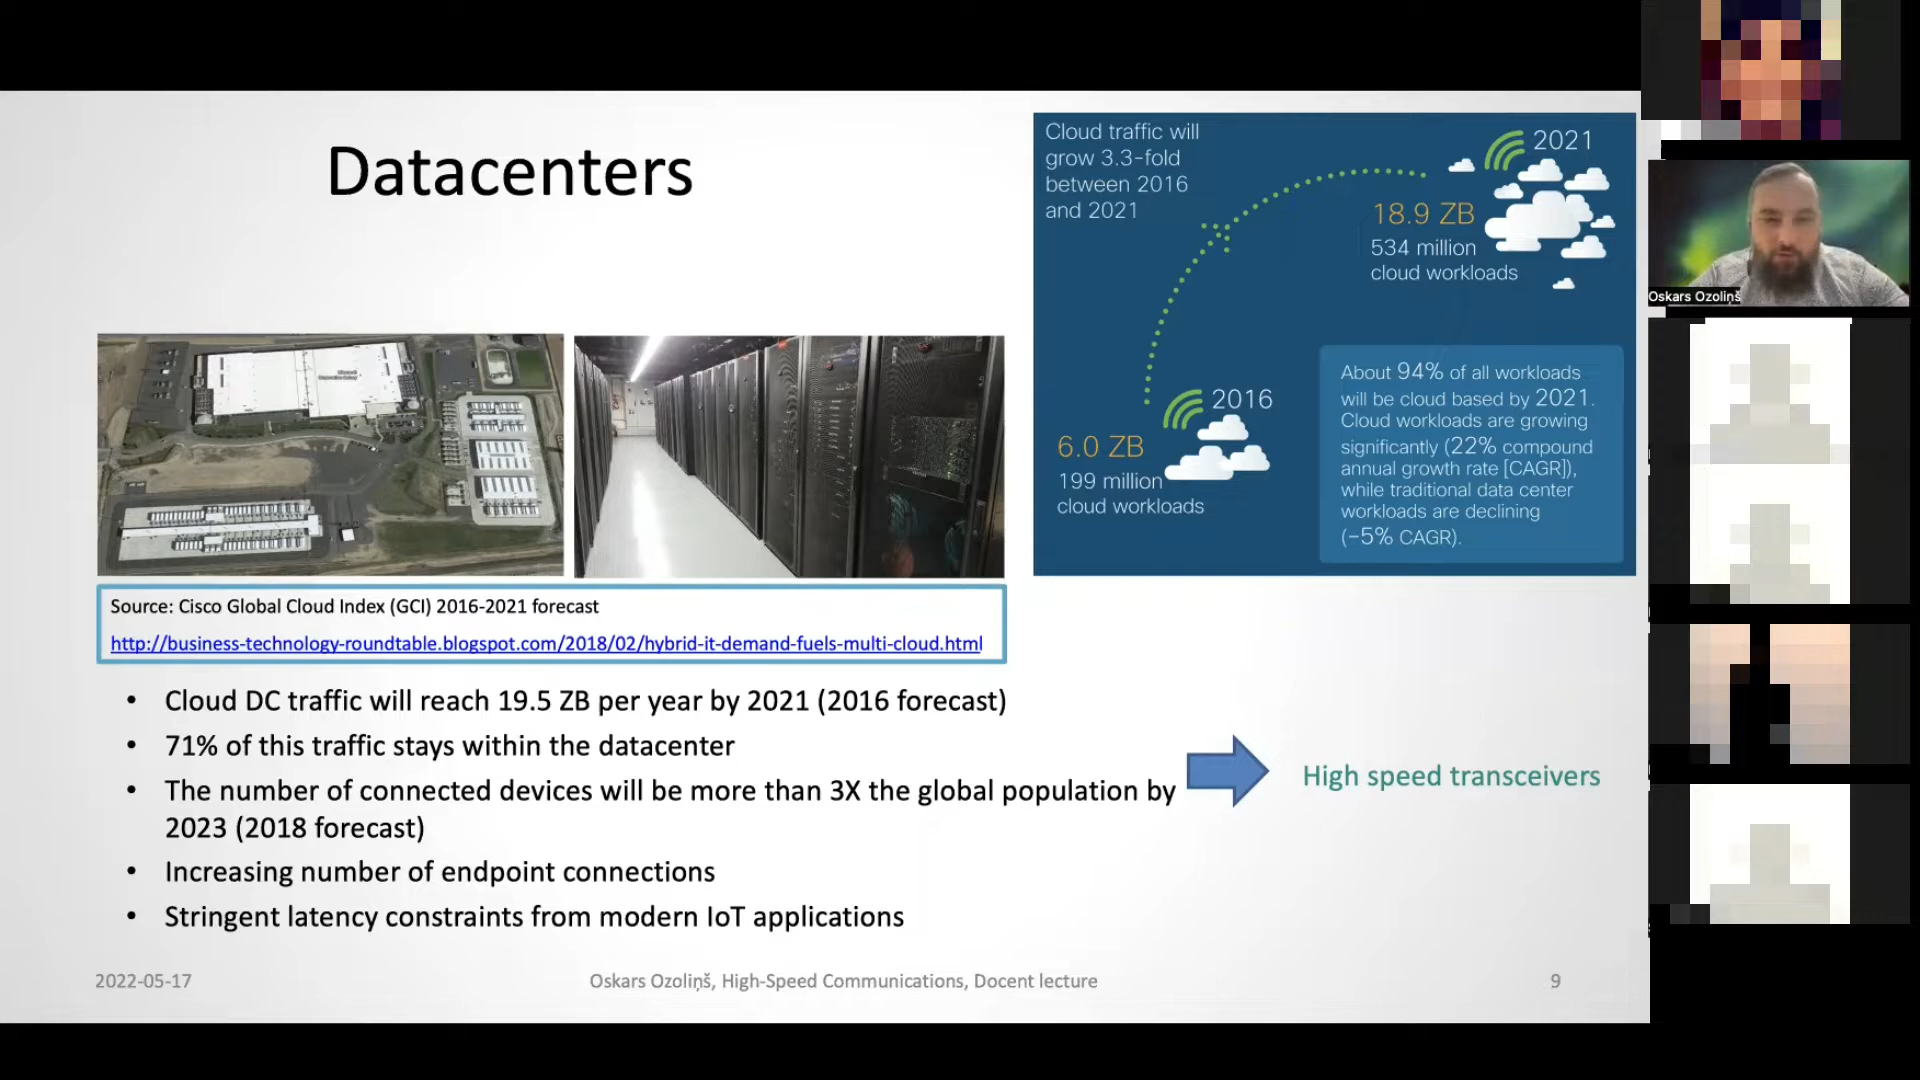 Datacenters
Cloud traffic will
grow 3.3-fold
between 2016
and 2021
2021
18.9 ZB
534 million
cloud workloads
2016
6.0 ZB
199 million
cloud workloads
About 94% of all workloads
will be cloud based by 2021.
Cloud workloads are growing
significantly (22% compound
annual growth rate [CAGR]),
while traditional data center
workloads are declining
(-5% CAGR).
Source: Cisco Global Cloud Index (GCI) 2016-2021 forecast
http://business-technology-roundtable.blogspot.com/2018/02/hybrid-it-demand-fuels-multi-cloud.html
• Cloud DC traffic will reach 19.5 ZB per year by 2021 (2016 forecast)
• 71% of this traffic stays within the datacenter
• The number of connected devices will be more than 3X the global population by
2023 (2018 forecast)
• Increasing number of endpoint connections
• Stringent latency constraints from modern IoT applications
High speed transceivers
2022-05-17
Oskars Ozoliņš, High-Speed Communications, Docent lecture
9
Oskars Ozoliņš